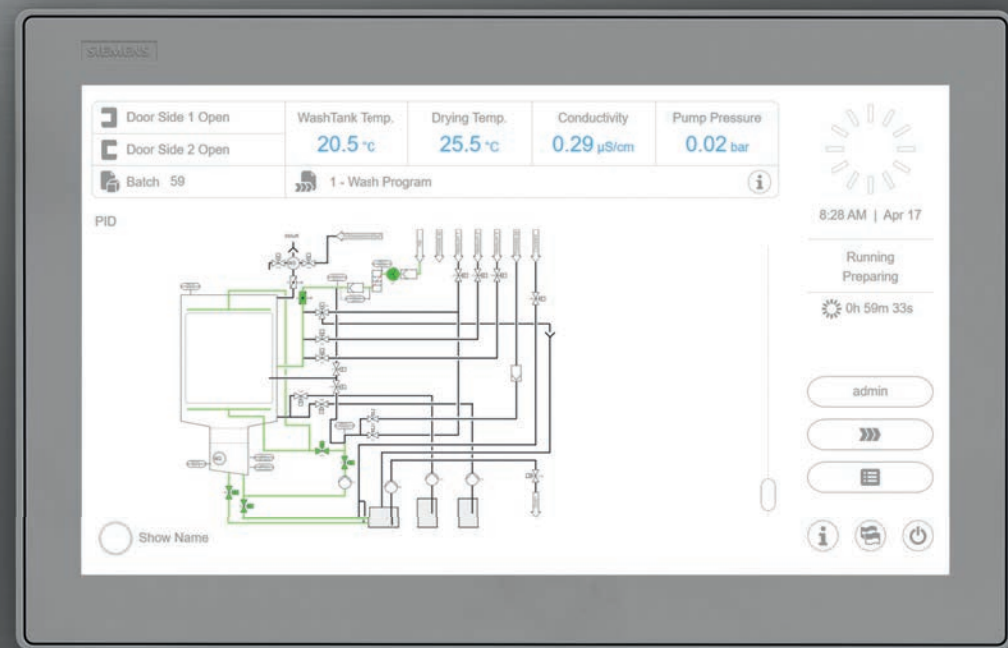 SIEMENS
Door Side 1 Open
Door Side 2 Open
Batch 59
WashTank Temp.
20.5 °C
Drying Temp.
25.5 °C
Conductivity
0.29 µS/cm
Pump Pressure
0.02 bar
1 - Wash Program
PID
Show Name
8:28 AM | Apr 17
Running
Preparing
0h 59m 33s
admin